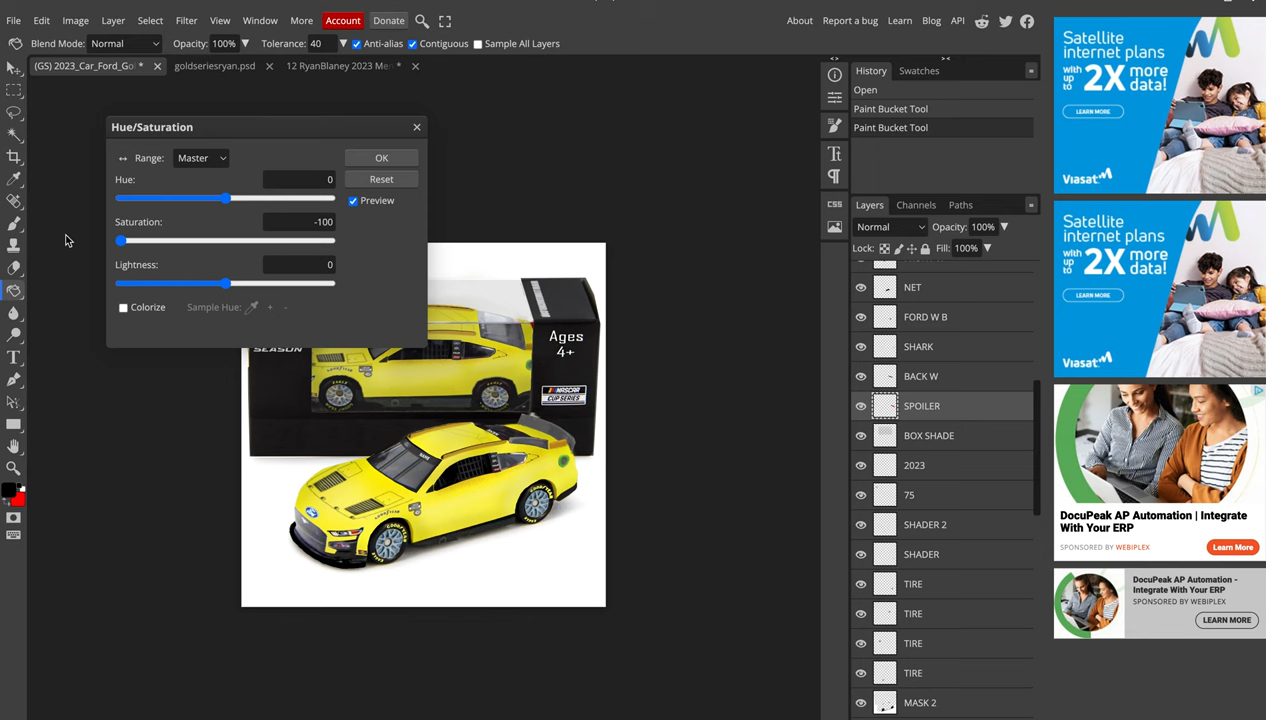 File Edit Image Layer Select Filter View Window More Account Donate About Report a bug Learn Blog API
Blend Mode: Normal Opacity: 100% Tolerance: 40 Anti-alias Contiguous Sample All Layers
(GS) 2023_Car_Ford_Go * goldseriesryan.psd 12 RyanBlaney 2023 Me *
Hue/Saturation
Range: Master OK
Hue: 0 Reset
Preview
Saturation: -100
Lightness: 0
Colorize Sample Hue: + -
SEASON
Ages
4+
NASCAR
CUP SERIES
GOODYEAR
EAGLE
History Swatches
Open
Paint Bucket Tool
Paint Bucket Tool
CSS
Layers Channels Paths
Normal Opacity: 100%
Lock: Fill: 100%
NET
FORD W B
SHARK
BACK W
SPOILER
BOX SHADE
2023
75
SHADER 2
SHADER
TIRE
TIRE
TIRE
TIRE
MASK 2
Satellite
internet plans
with up to 2X more data!
LEARN MORE
Viasat
Satellite
internet plans
with up to 2X more data!
LEARN MORE
Viasat
DocuPeak AP Automation | Integrate
With Your ERP
SPONSORED BY WEBIPLEX
Learn More
DocuPeak AP Automation -
Integrate With Your ERP
SPONSORED BY WEBIPLEX
LEARN MORE